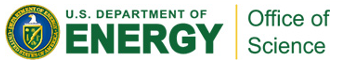 U.S. DEPARTMENT OF
ENERGY
Office of
Science